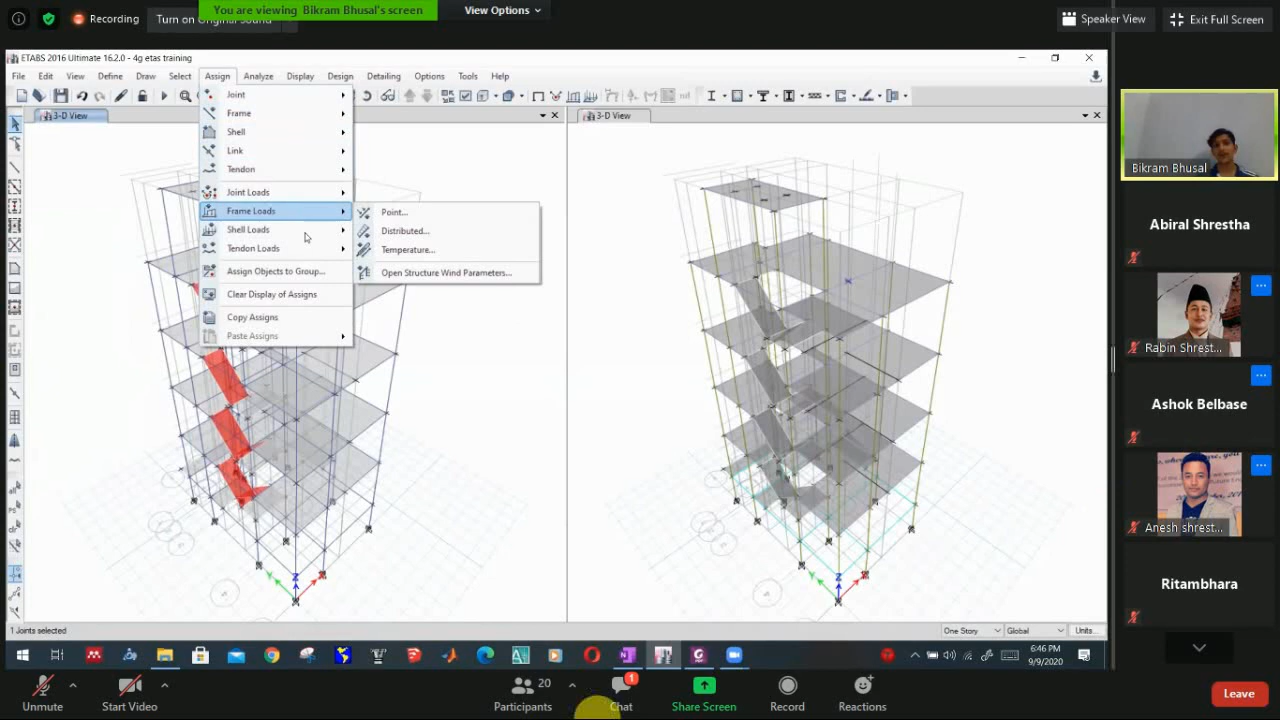 Recording
Turn on Original Sound
You are viewing Bikram Bhusal's screen
View Options
Speaker View
Exit Full Screen
ETABS 2016 Ultimate 16.2.0 - 4g etas training
File Edit View Define Draw Select Assign Analyze Display Design Detailing Options Tools Help
3-D View
3-D View
Joint
Frame
Shell
Link
Tendon
Joint Loads
Frame Loads
Shell Loads
Tendon Loads
Assign Objects to Group...
Clear Display of Assigns
Copy Assigns
Paste Assigns
Point...
Distributed...
Temperature...
Open Structure Wind Parameters...
Z
Y
Z
Y
1 Joints selected
One Story
Global
Units...
6:46 PM
9/9/2020
Bikram Bhusal
Abiral Shrestha
Rabin Shrest...
Ashok Belbase
Anesh shrest...
Ritambhara
Unmute
Start Video
20
Participants
1
Chat
Share Screen
Record
Reactions
Leave